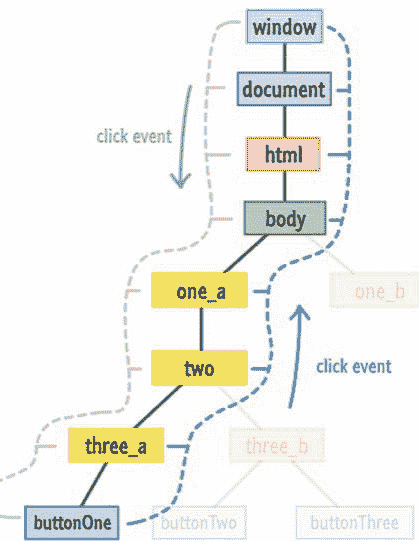 window
document
click event
html
body
one_a
one_b
two
click event
three_a
three_b
buttonOne
buttonTwo
buttonThree